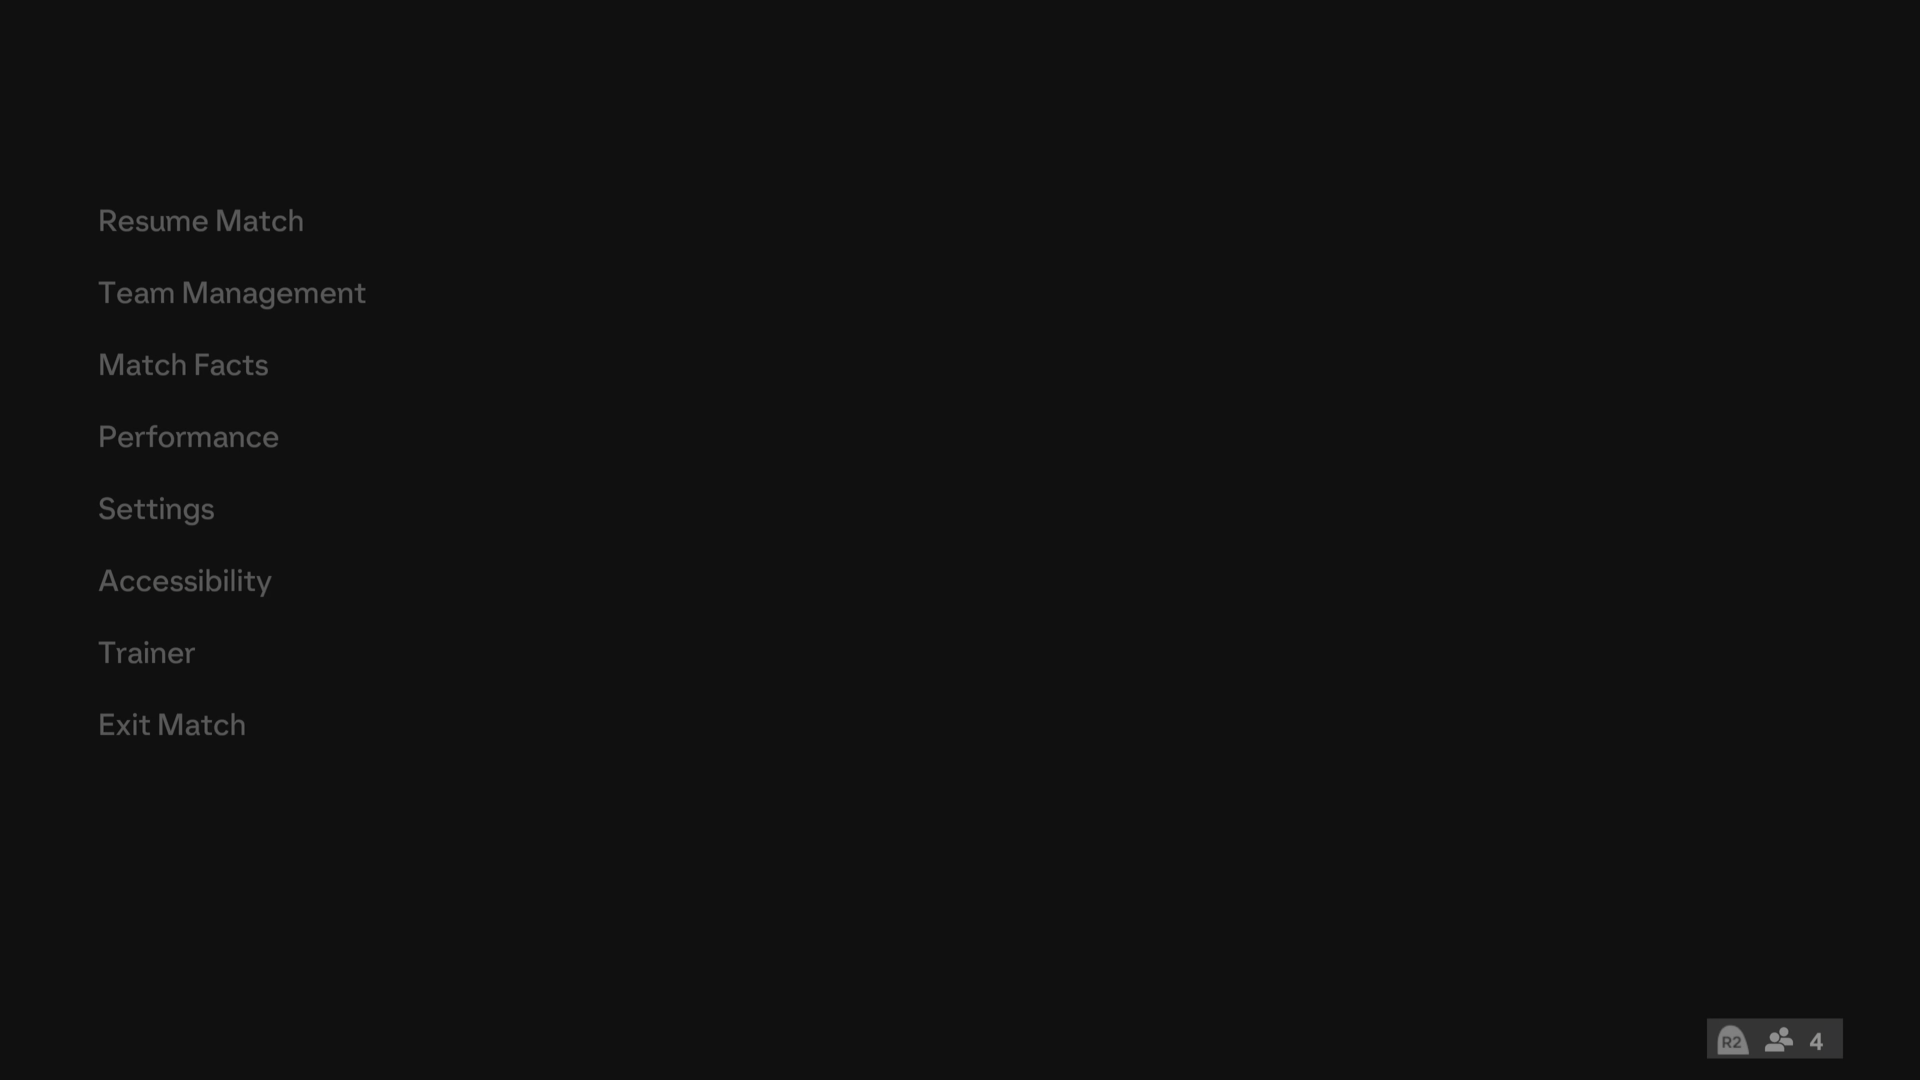 Resume Match
Team Management
Match Facts
Performance
Settings
Accessibility
Trainer
Exit Match
R2 4